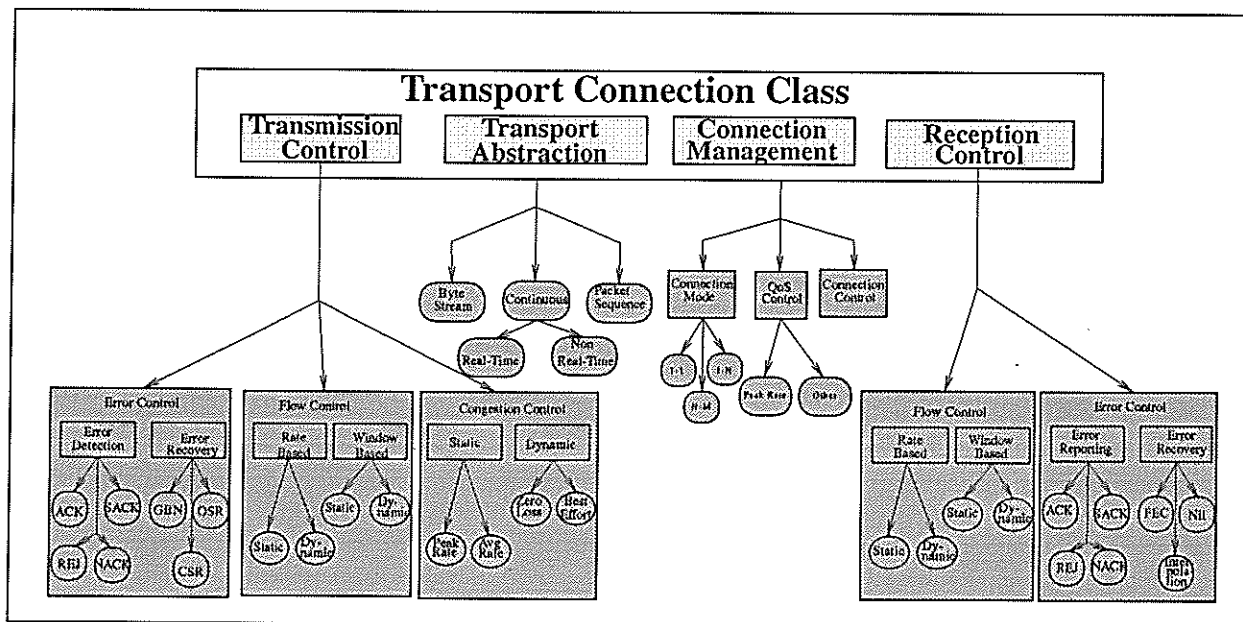 Transport Connection Class
Transmission
Control
Transport
Abstraction
Connection
Management
Reception
Control
Byte
Stream
Continuous
Packet
Sequence
Real-Time
Non
Real-Time
Connection
Mode
QoS
Control
Connection
Control
1-1
1-N
Peak Rate
Other
Error Control
Error
Detection
Error
Recovery
ACK
SACK
GBN
OSR
REJ
NACK
CSR
Flow Control
Rate
Based
Window
Based
Static
Dy-
namic
Static
Dy-
namic
Congestion Control
Static
Dynamic
Zero
Loss
Best
Effort
Peak
Rate
Avg
Rate
Flow Control
Rate
Based
Window
Based
Static
Dy-
namic
Static
Dy-
namic
Error Control
Error
Reporting
Error
Recovery
ACK
SACK
FEC
Nil
REJ
NACK
Inter
pola
tion